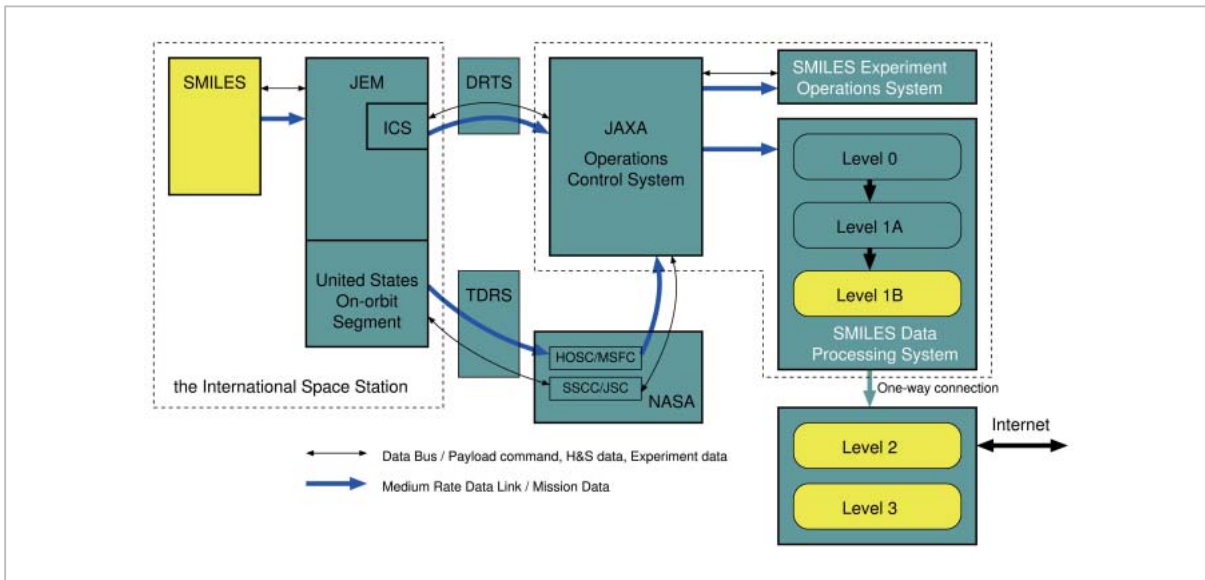 SMILES
JEM
ICS
DRTS
JAXA
Operations
Control System
SMILES Experiment
Operations System
Level 0
Level 1A
Level 1B
SMILES Data
Processing System
United States
On-orbit
Segment
TDRS
HOSC/MSFC
SSCC/JSC
NASA
the International Space Station
One-way connection
Level 2
Level 3
Internet
Data Bus / Payload command, H&S data, Experiment data
Medium Rate Data Link / Mission Data